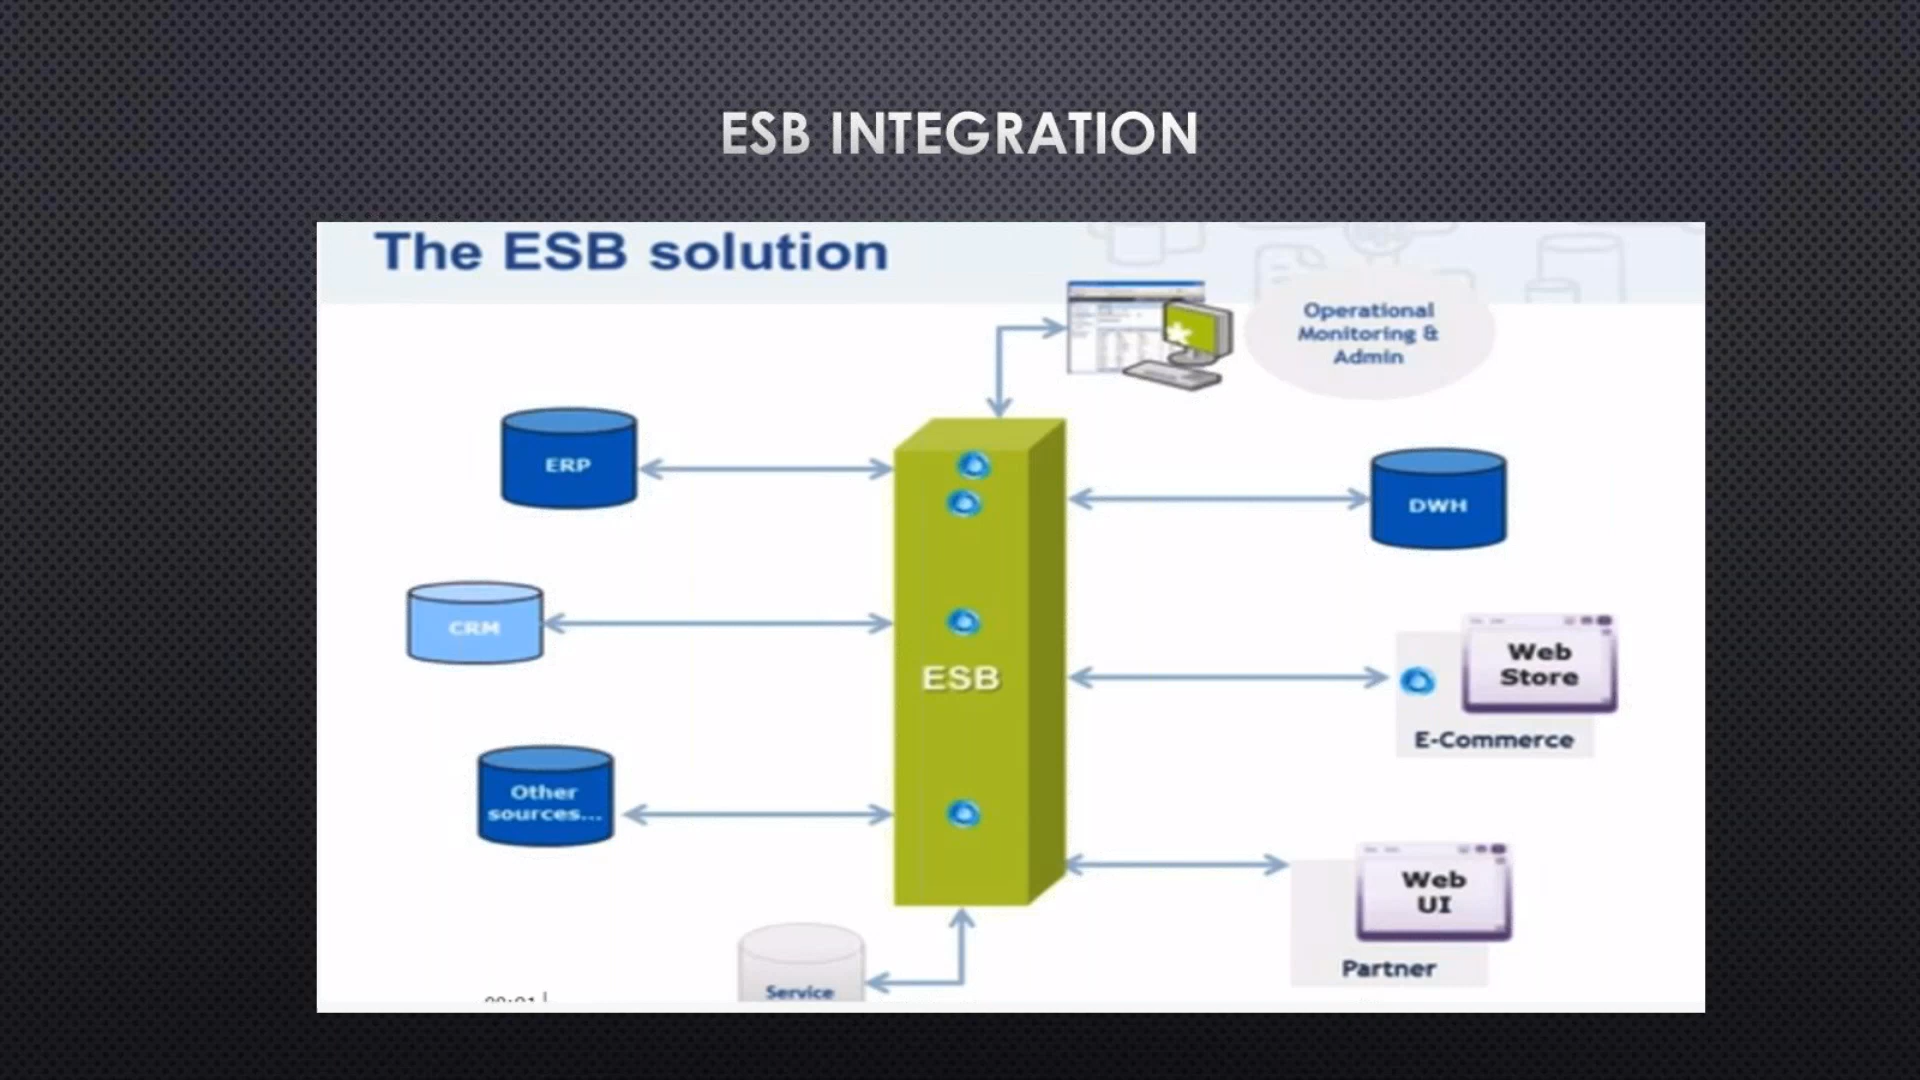 ESB INTEGRATION
The ESB solution
Operational
Monitoring &
Admin
ERP
DWH
CRM
Web
Store
ESB
E-Commerce
Other
sources...
Web
UI
Partner
Service